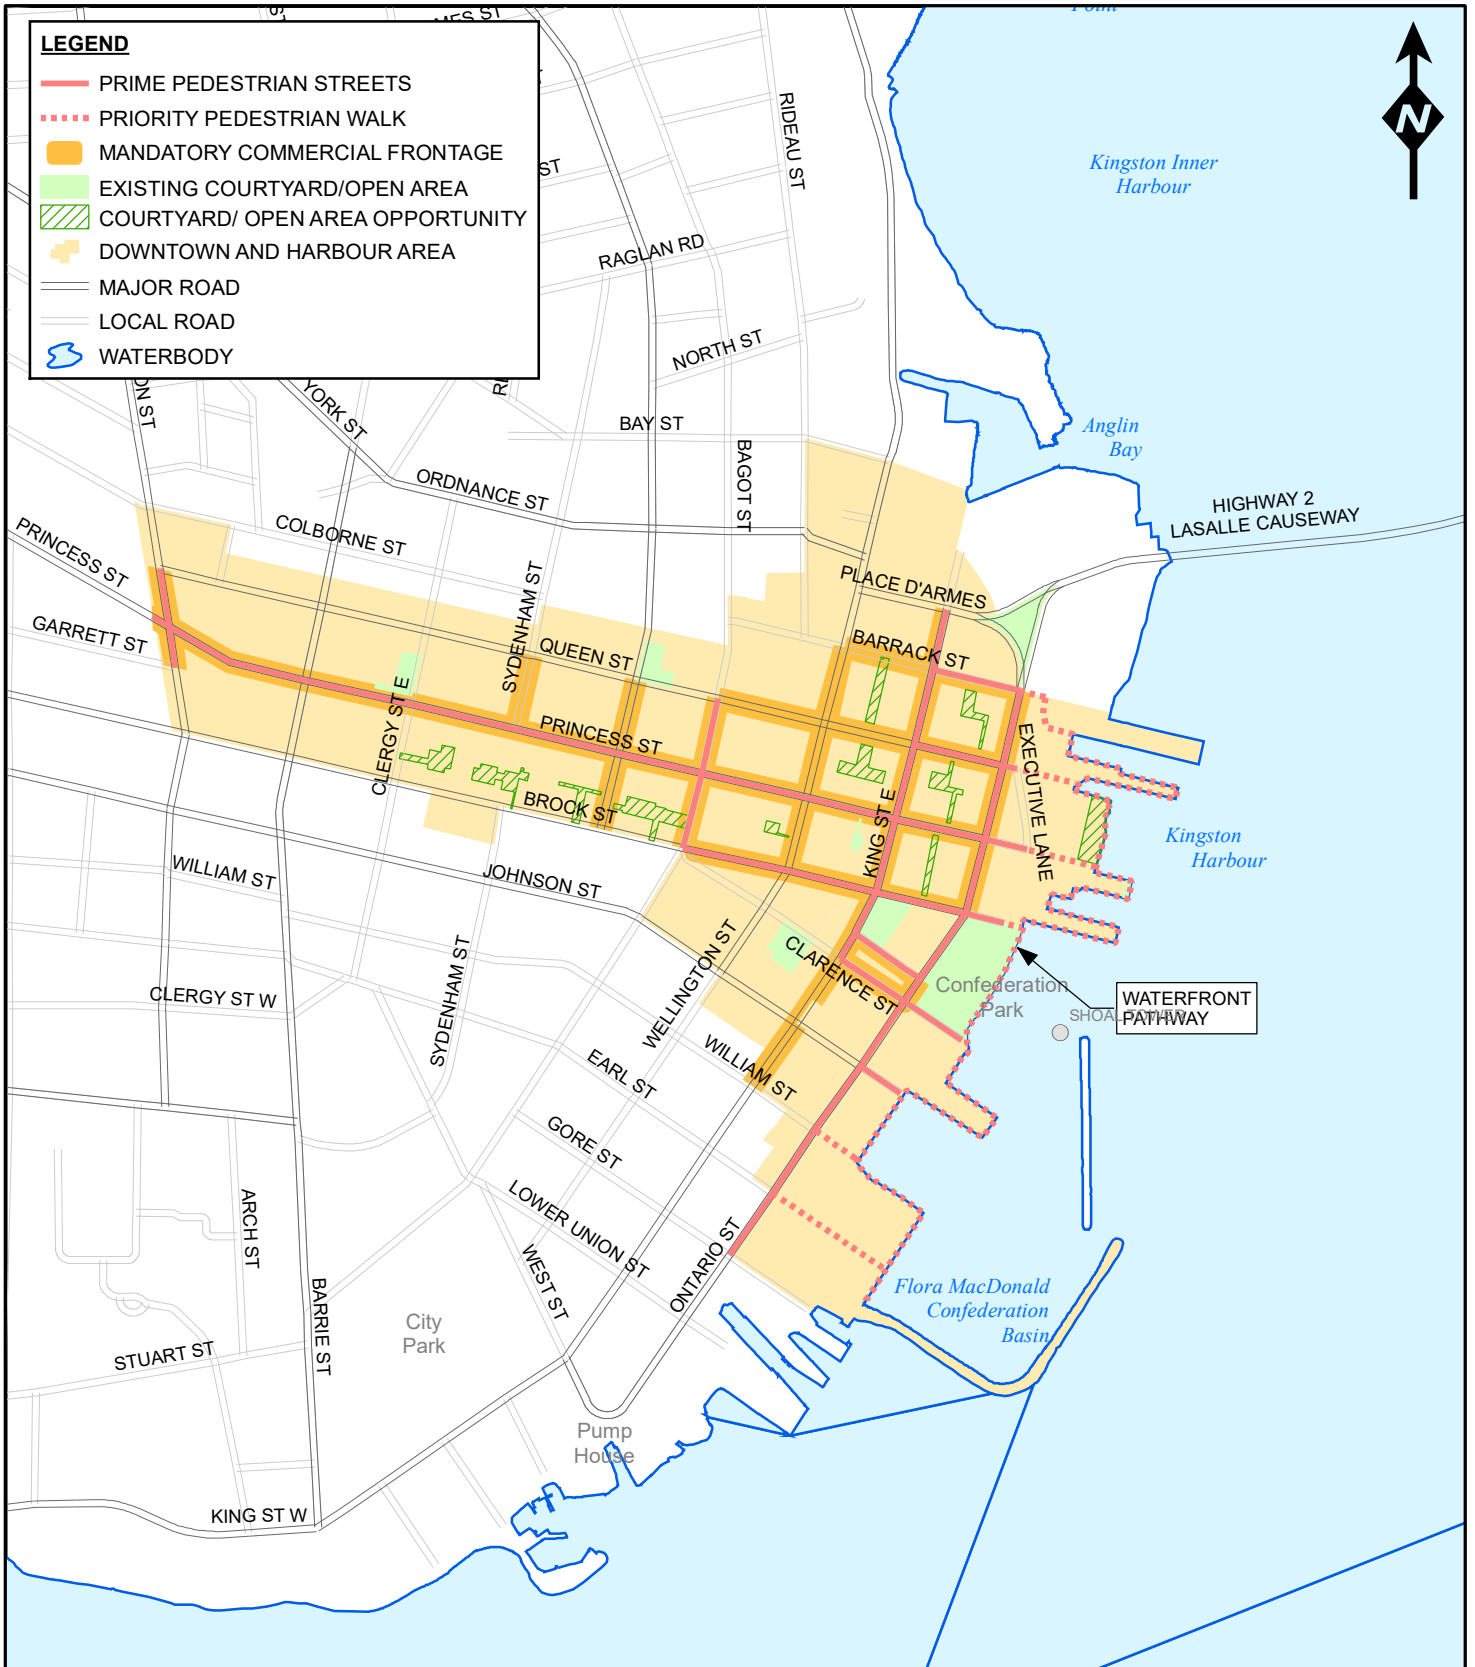 LEGEND
PRIME PEDESTRIAN STREETS
PRIORITY PEDESTRIAN WALK
MANDATORY COMMERCIAL FRONTAGE
EXISTING COURTYARD/OPEN AREA
COURTYARD/ OPEN AREA OPPORTUNITY
DOWNTOWN AND HARBOUR AREA
MAJOR ROAD
LOCAL ROAD
WATERBODY
N
Point
Kingston Inner
Harbour
RIDEAU ST
ST
RAGLAN RD
NORTH ST
BAY ST
BAGOT ST
YORK ST
ORDNANCE ST
COLBORNE ST
Anglin
Bay
HIGHWAY 2
LASALLE CAUSEWAY
PRINCESS ST
GARRETT ST
PLACE D'ARMES
BARRACK ST
SYDENHAM ST
QUEEN ST
PRINCESS ST
CLERGY ST E
BROCK ST
KING ST E
EXECUTIVE LANE
Kingston
Harbour
WILLIAM ST
JOHNSON ST
CLERGY ST W
SYDENHAM ST
WELLINGTON ST
CLARENCE ST
Confederation
Park
WATERFRONT
PATHWAY
SHOAL TOWER
WILLIAM ST
EARL ST
GORE ST
LOWER UNION ST
WEST ST
ONTARIO ST
ARCH ST
BARRIE ST
City
Park
STUART ST
Flora MacDonald
Confederation
Basin
Pump
House
KING ST W